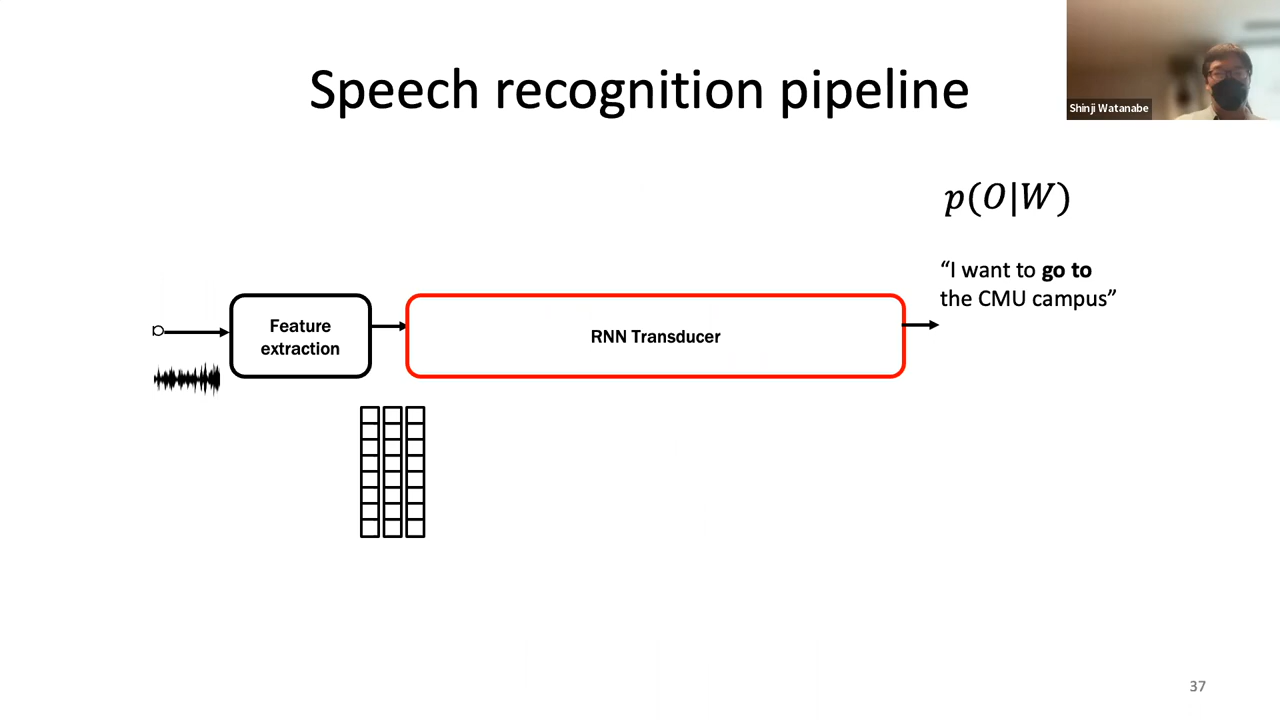 Speech recognition pipeline
Shinji Watanabe
p(O|W)
“I want to go to
the CMU campus”
Feature
extraction
RNN Transducer
37